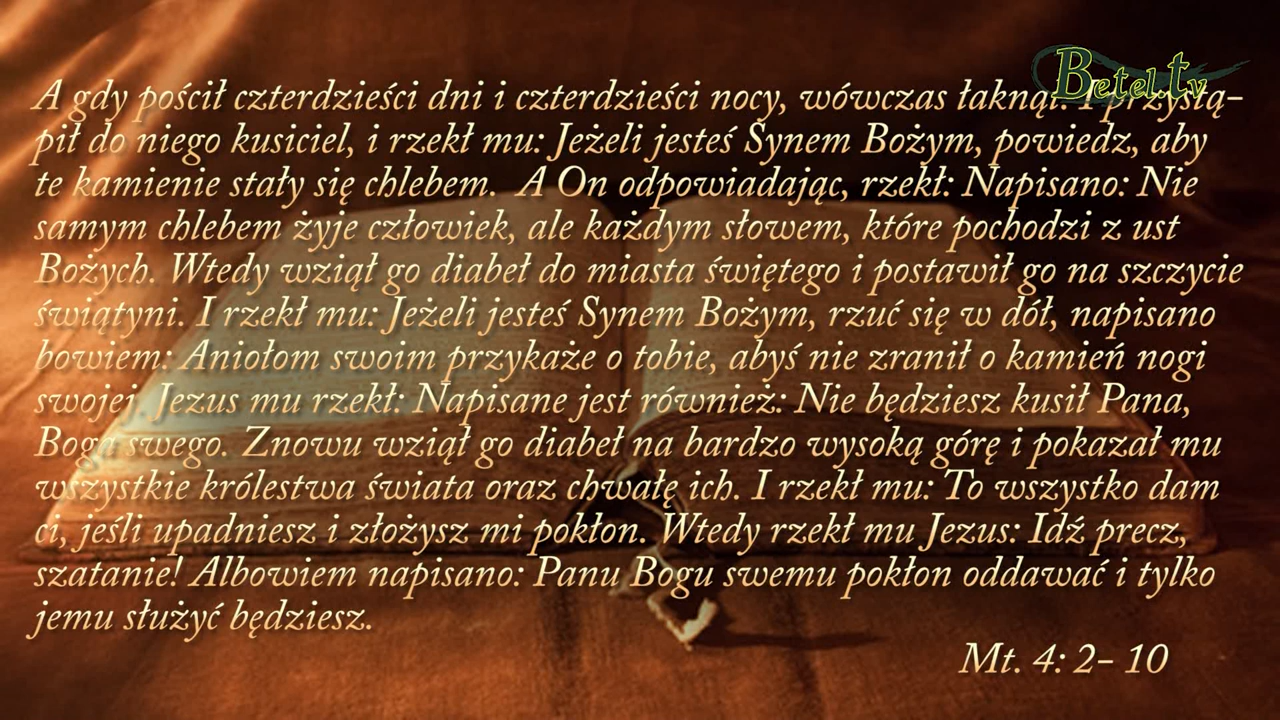 Betel.tv
A gdy pościł czterdzieści dni i czterdzieści nocy, wówczas łaknął. I przystą-
pił do niego kusiciel, i rzekł mu: Jeżeli jesteś Synem Bożym, powiedz, aby
te kamienie stały się chlebem.  A On odpowiadając, rzekł: Napisano: Nie
samym chlebem żyje człowiek, ale każdym słowem, które pochodzi z ust
Bożych. Wtedy wziął go diabeł do miasta świętego i postawił go na szczycie
świątyni. I rzekł mu: Jeżeli jesteś Synem Bożym, rzuć się w dół, napisano
bowiem: Aniołom swoim przykaże o tobie, abyś nie zranił o kamień nogi
swojej. Jezus mu rzekł: Napisane jest również: Nie będziesz kusił Pana,
Boga swego. Znowu wziął go diabeł na bardzo wysoką górę i pokazał mu
wszystkie królestwa świata oraz chwałę ich. I rzekł mu: To wszystko dam
ci, jeśli upadniesz i złożysz mi pokłon. Wtedy rzekł mu Jezus: Idź precz,
szatanie! Albowiem napisano: Panu Bogu swemu pokłon oddawać i tylko
jemu służyć będziesz.
Mt. 4: 2- 10